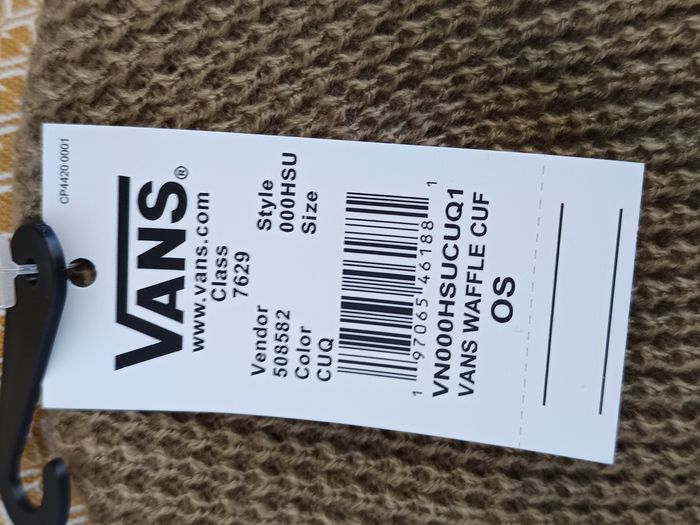 CP4420 0001
VANS®
www.vans.com
Class
7629
Vendor Style
508582 000HSU
Color Size
CUQ
1 97065 46188 1
VN000HSUCUQ1
VANS WAFFLE CUF
OS